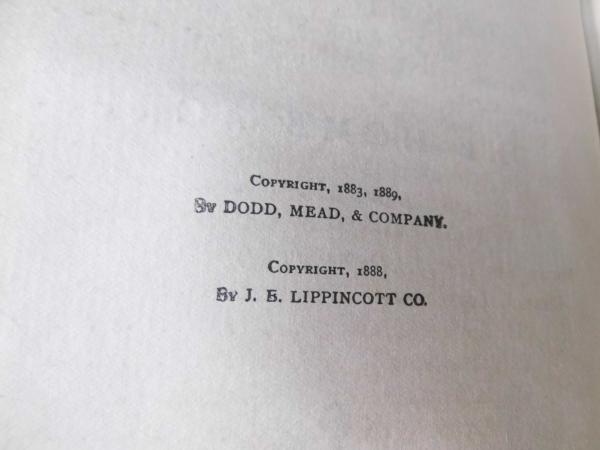 Copyright, 1883, 1889,
By DODD, MEAD, & COMPANY.
Copyright, 1888,
By J. B. LIPPINCOTT CO.